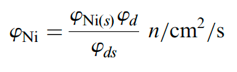 φNi = φNi(s) φd / φds n/cm²/s